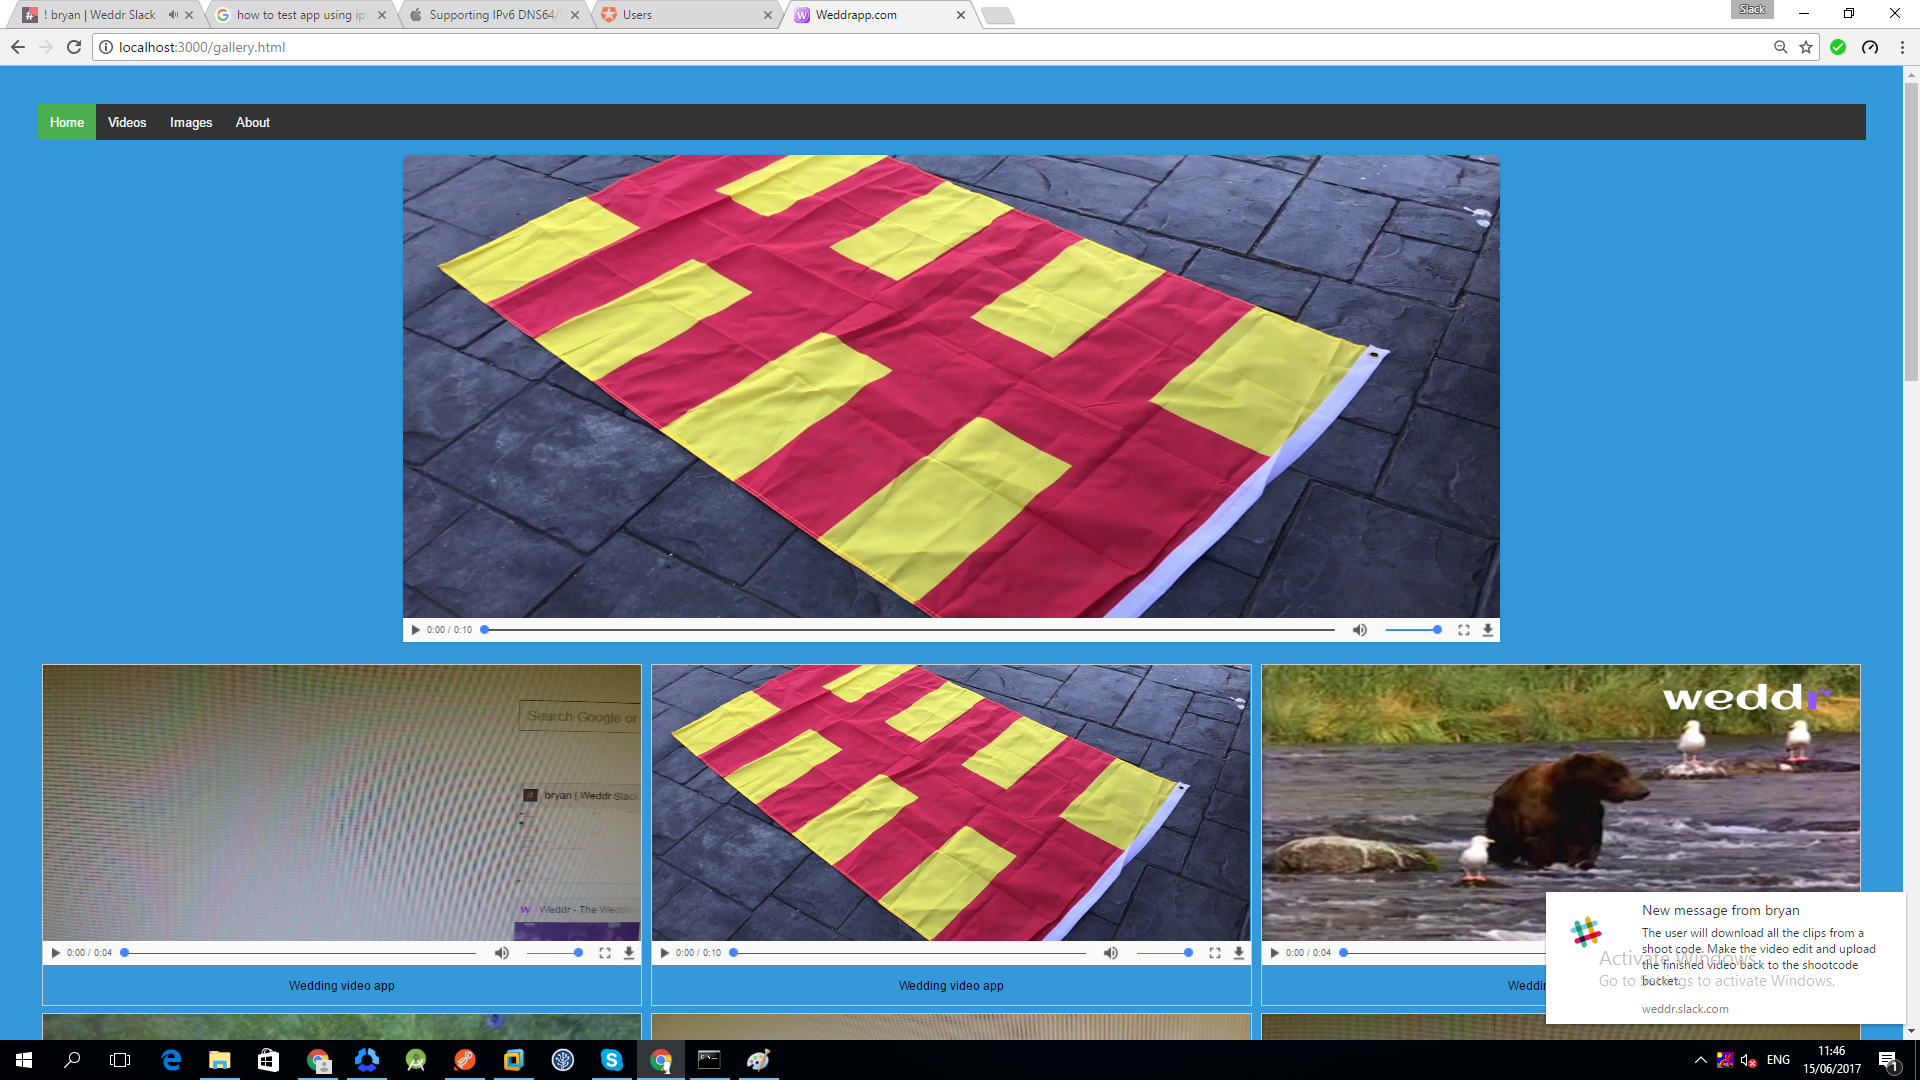 ! bryan | Weddr Slack
how to test app using ip
Supporting IPv6 DNS64/
Users
Weddrapp.com
Slack
localhost:3000/gallery.html
Home
Videos
Images
About
0:00 / 0:10
Search Google or
bryan | Weddr Slack
W Weddr - The Weddin
weddr
0:00 / 0:04
0:00 / 0:10
0:00 / 0:04
Wedding video app
Wedding video app
Weddin
New message from bryan
The user will download all the clips from a
shoot code. Make the video edit and upload
the finished video back to the shootcode
bucket.
weddr.slack.com
Activate Windows
Go to Settings to activate Windows.
ENG
11:46
15/06/2017
1